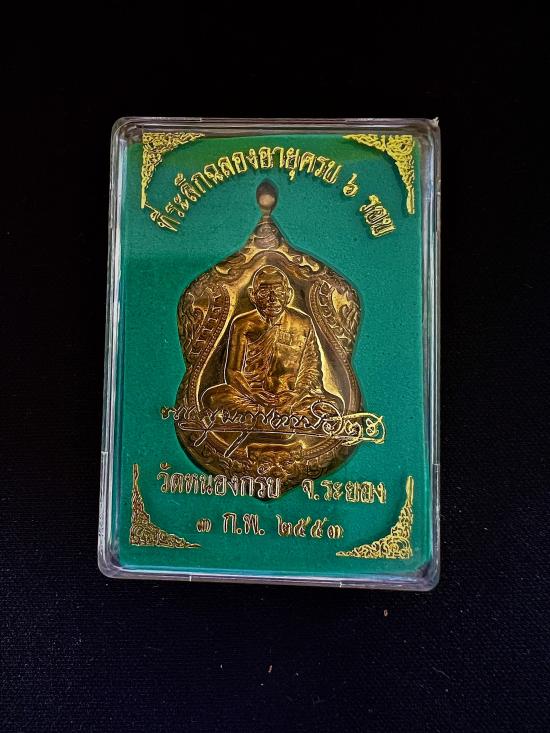 ที่ระลึกฉลองอายุครบ ๖ รอบ
วัดหนองกรับ จ.ระยอง
๓ ก.พ. ๒๕๕๓